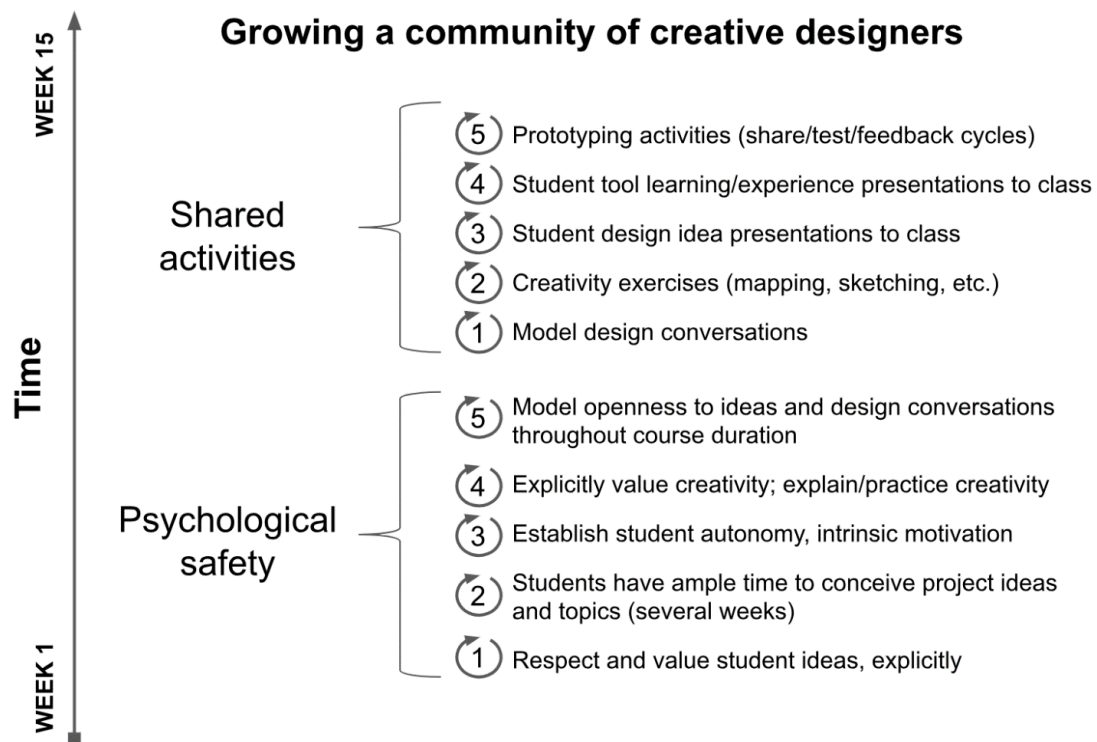 Growing a community of creative designers
WEEK 15
Time
WEEK 1
Shared
activities
5 Prototyping activities (share/test/feedback cycles)
4 Student tool learning/experience presentations to class
3 Student design idea presentations to class
2 Creativity exercises (mapping, sketching, etc.)
1 Model design conversations
Psychological
safety
5 Model openness to ideas and design conversations
throughout course duration
4 Explicitly value creativity; explain/practice creativity
3 Establish student autonomy, intrinsic motivation
2 Students have ample time to conceive project ideas
and topics (several weeks)
1 Respect and value student ideas, explicitly